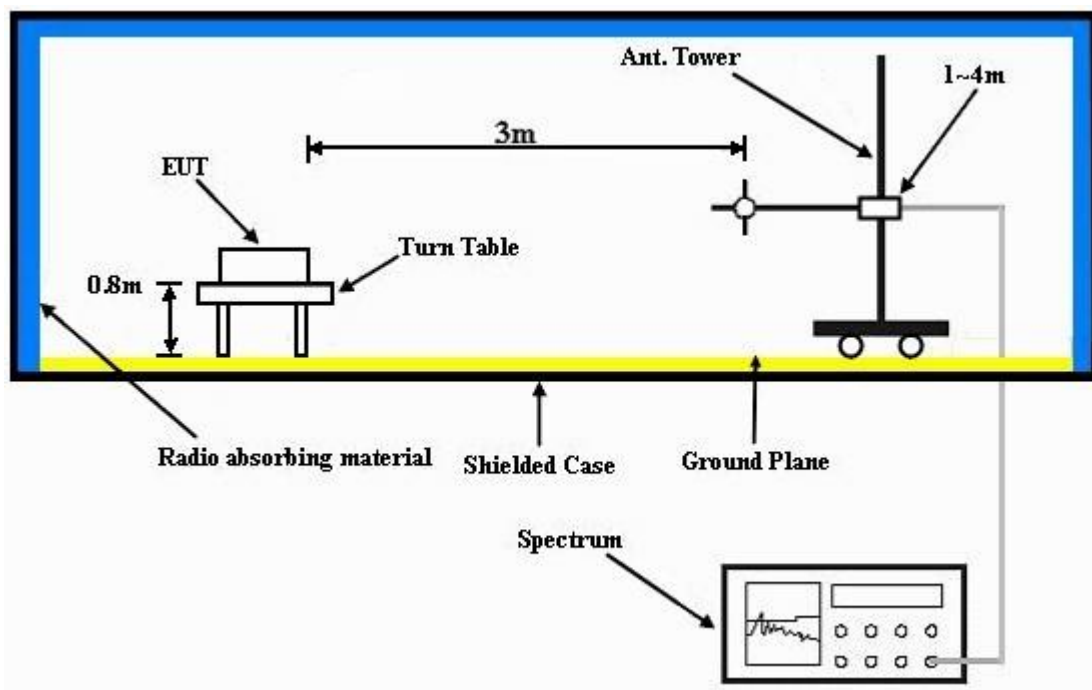 Ant. Tower
1~4m
3m
EUT
Turn Table
0.8m
Radio absorbing material
Shielded Case
Ground Plane
Spectrum